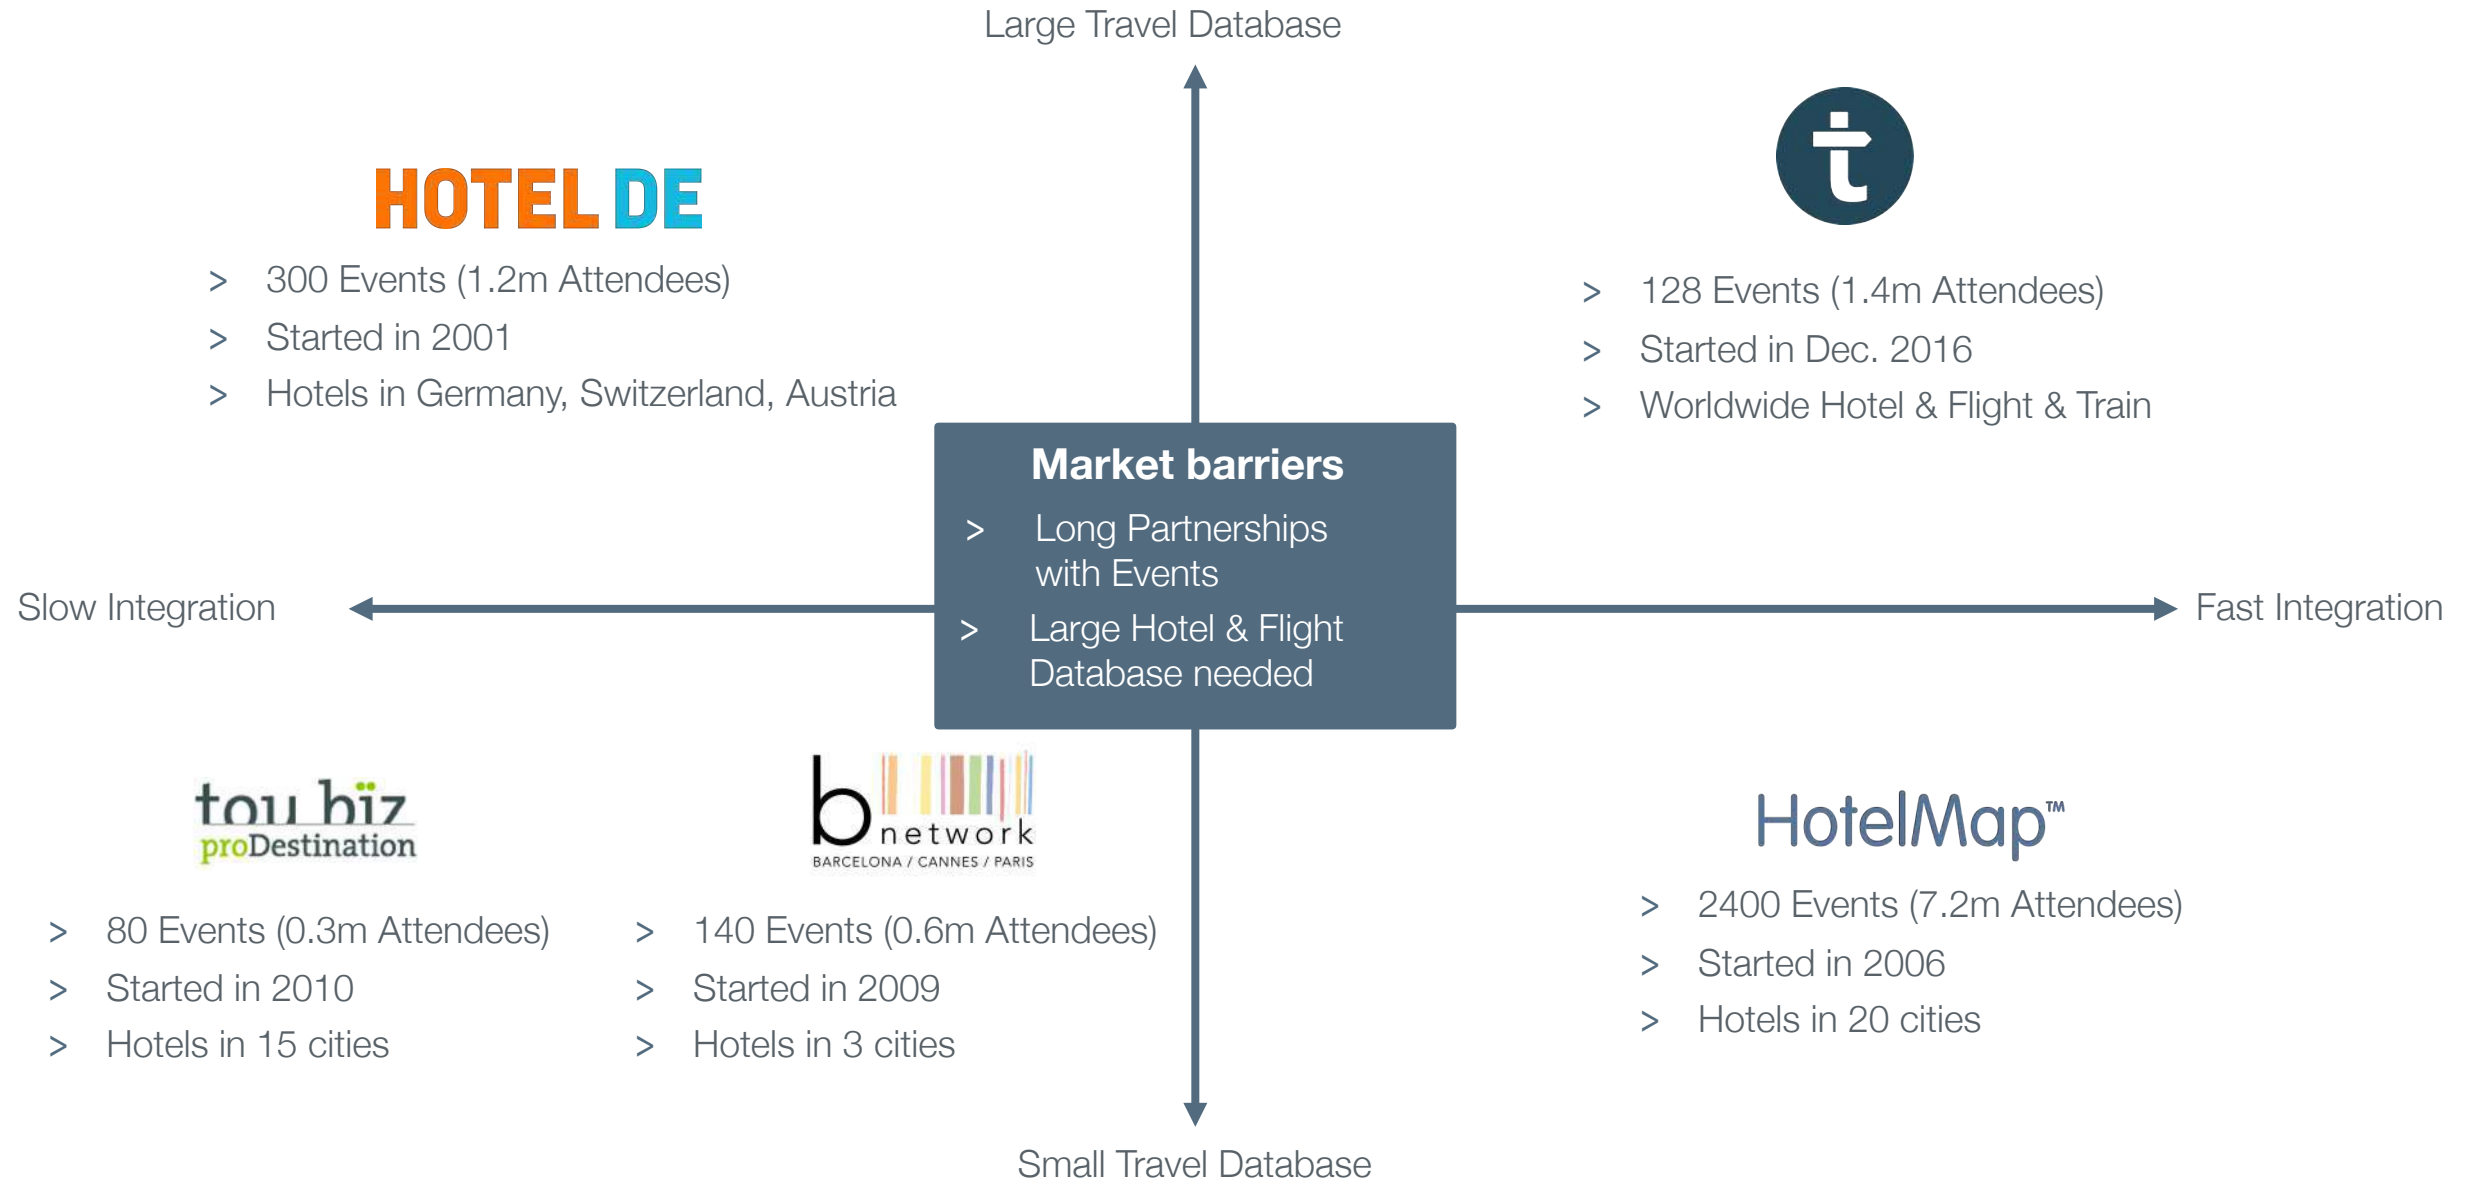 Large Travel Database
HOTEL DE
> 300 Events (1.2m Attendees)
> Started in 2001
> Hotels in Germany, Switzerland, Austria
t
> 128 Events (1.4m Attendees)
> Started in Dec. 2016
> Worldwide Hotel & Flight & Train
Market barriers
> Long Partnerships
with Events
> Large Hotel & Flight
Database needed
Slow Integration
Fast Integration
tou bïz
proDestination
> 80 Events (0.3m Attendees)
> Started in 2010
> Hotels in 15 cities
b
network
BARCELONA / CANNES / PARIS
> 140 Events (0.6m Attendees)
> Started in 2009
> Hotels in 3 cities
HotelMap™
> 2400 Events (7.2m Attendees)
> Started in 2006
> Hotels in 20 cities
Small Travel Database